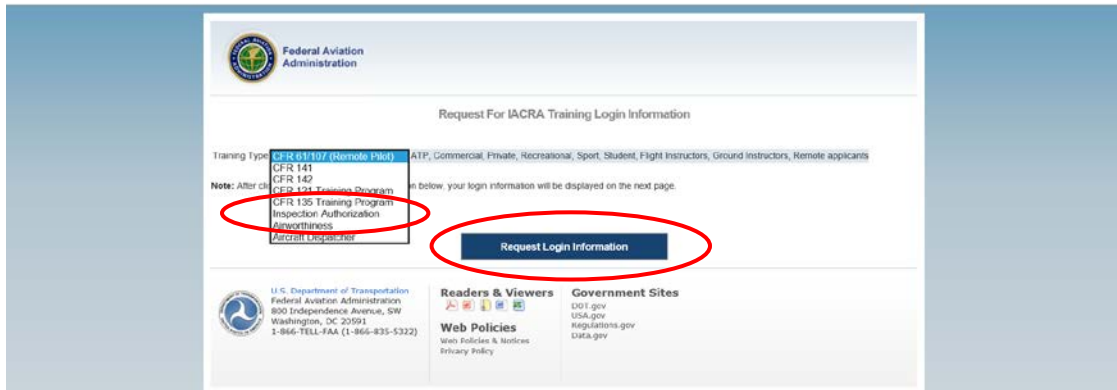 Federal Aviation
Administration
Request For IACRA Training Login Information
Training Type CFR 61/107 (Remote Pilot) ATP, Commercial, Private, Recreational, Sport, Student, Flight Instructors, Ground Instructors, Remote applicants
CFR 141
CFR 142
CFR 121 Training Program
CFR 135 Training Program
Inspection Authorization
Airworthiness
Aircraft Dispatcher
Note: After below, your login information will be displayed on the next page.
Request Login Information
U.S. Department of Transportation
Federal Aviation Administration
800 Independence Avenue, SW
Washington, DC 20591
1-866-TELL-FAA (1-866-835-5322)
Readers & Viewers
Web Policies
Web Policies & Notices
Privacy Policy
Government Sites
DOT.gov
USA.gov
Regulations.gov
Data.gov